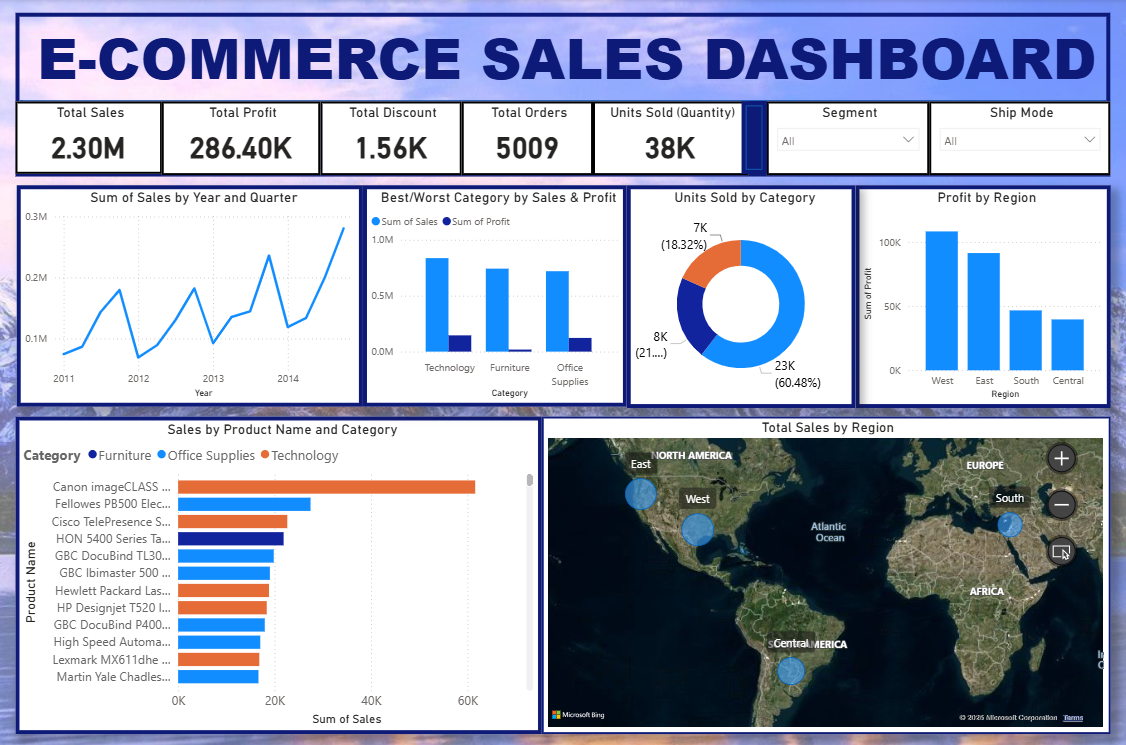 E-COMMERCE SALES DASHBOARD
Total Sales
2.30M
Total Profit
286.40K
Total Discount
1.56K
Total Orders
5009
Units Sold (Quantity)
38K
Segment
All
Ship Mode
All
Sum of Sales by Year and Quarter
0.3M
0.2M
0.1M
2011 2012 2013 2014
Year
Best/Worst Category by Sales & Profit
Sum of Sales Sum of Profit
1.0M
0.5M
0.0M
Technology Furniture Office
Supplies
Category
Units Sold by Category
7K
(18.32%)
8K
(21....)
23K
(60.48%)
Profit by Region
Sum of Profit
100K
50K
0K
West East South Central
Region
Sales by Product Name and Category
Category Furniture Office Supplies Technology
Product Name
Canon imageCLASS ...
Fellowes PB500 Elec...
Cisco TelePresence S...
HON 5400 Series Ta...
GBC DocuBind TL30...
GBC Ibimaster 500 ...
Hewlett Packard Las...
HP Designjet T520 I...
GBC DocuBind P400...
High Speed Automa...
Lexmark MX611dhe ...
Martin Yale Chadles...
0K 20K 40K 60K
Sum of Sales
Total Sales by Region
NORTH AMERICA
East
EUROPE
West
South
Atlantic
Ocean
AFRICA
Central
Microsoft Bing
© 2025 Microsoft Corporation Terms